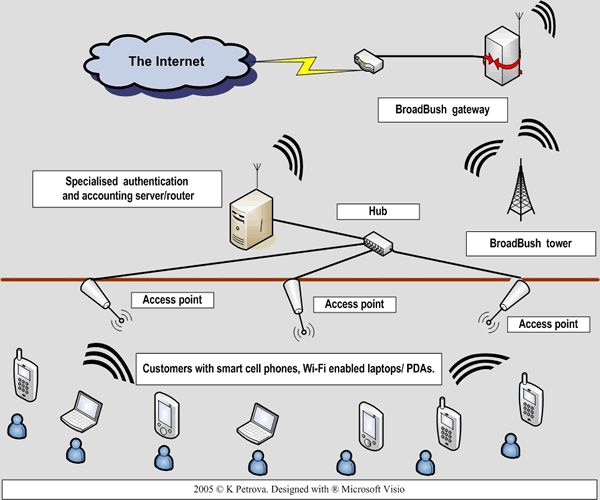 The Internet
BroadBush gateway
Specialised authentication
and accounting server/router
Hub
BroadBush tower
Access point
Access point
Access point
Customers with smart cell phones, Wi-Fi enabled laptops/ PDAs.
2005 © K Petrova. Designed with ® Microsoft Visio